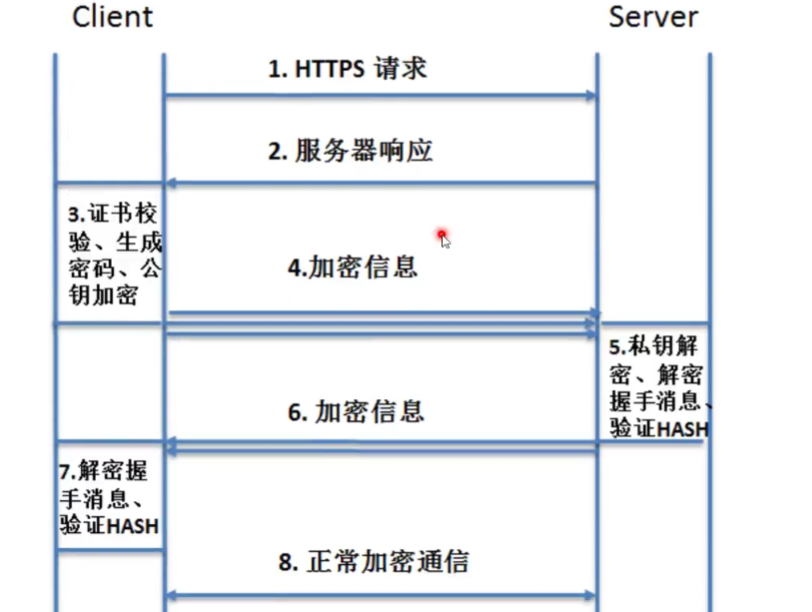 Client
Server
1. HTTPS 请求
2. 服务器响应
3.证书校
验、生成
密码、公
钥加密
4.加密信息
5.私钥解
密、解密
握手消息、
验证HASH
6. 加密信息
7.解密握
手消息、
验证HASH
8. 正常加密通信